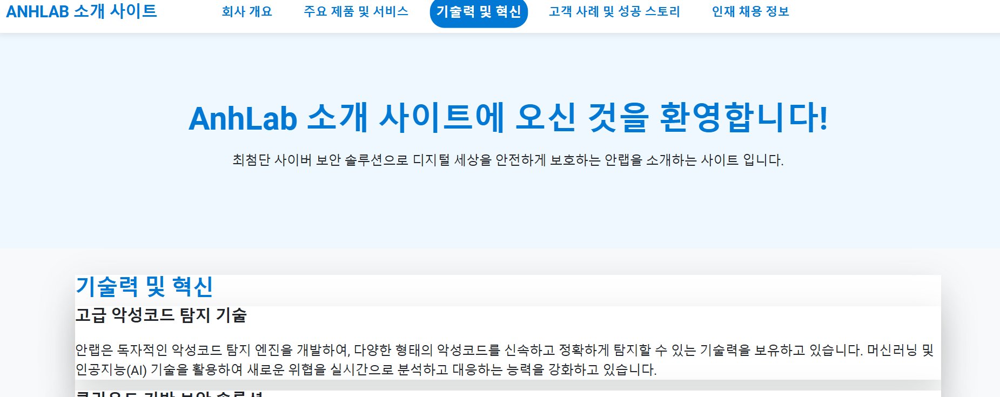 ANHLAB 소개 사이트
회사 개요
주요 제품 및 서비스
기술력 및 혁신
고객 사례 및 성공 스토리
인재 채용 정보
AnhLab 소개 사이트에 오신 것을 환영합니다!
최첨단 사이버 보안 솔루션으로 디지털 세상을 안전하게 보호하는 안랩을 소개하는 사이트 입니다.
기술력 및 혁신
고급 악성코드 탐지 기술
안랩은 독자적인 악성코드 탐지 엔진을 개발하여, 다양한 형태의 악성코드를 신속하고 정확하게 탐지할 수 있는 기술력을 보유하고 있습니다. 머신러닝 및
인공지능(AI) 기술을 활용하여 새로운 위협을 실시간으로 분석하고 대응하는 능력을 강화하고 있습니다.
클라우드 기반 보안 솔루션